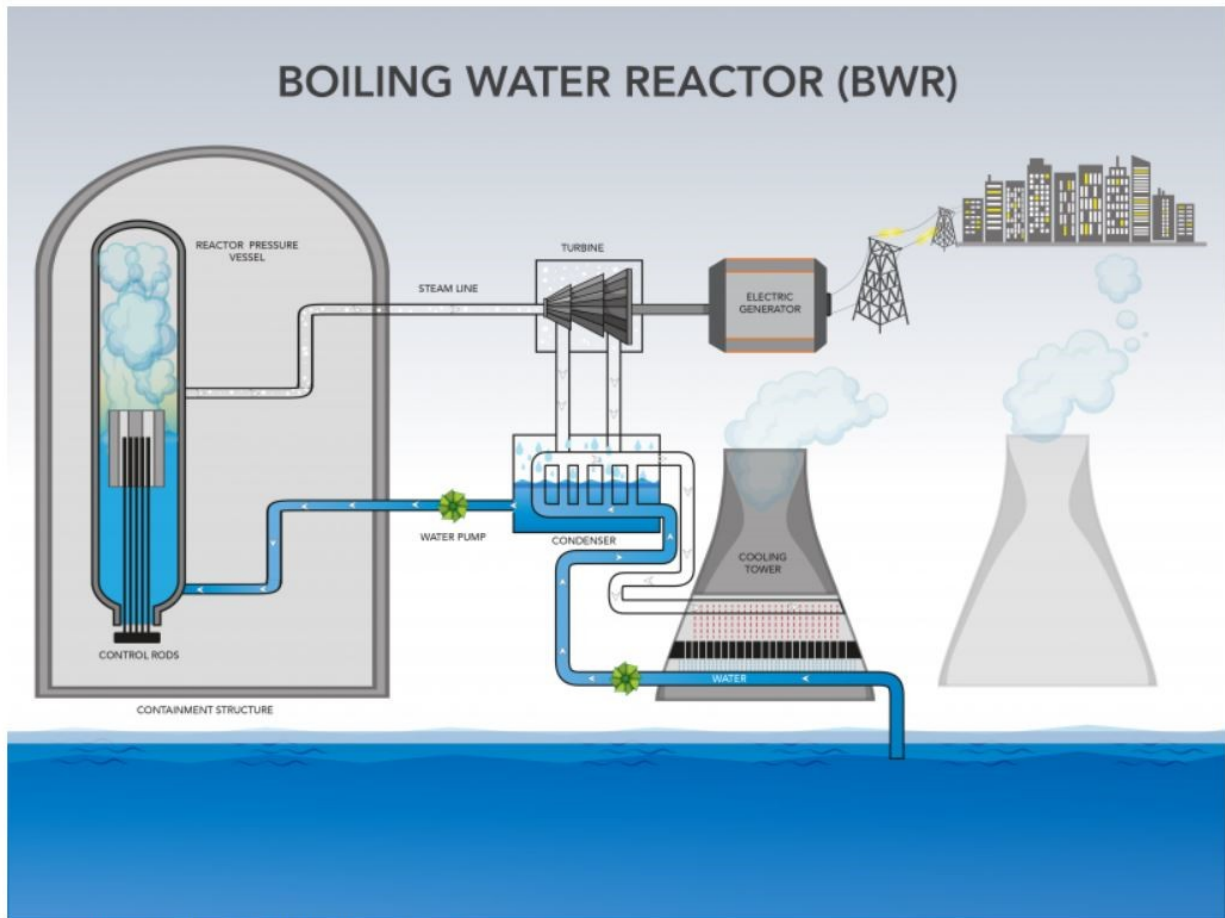 BOILING WATER REACTOR (BWR)
REACTOR PRESSURE
VESSEL
STEAM LINE
TURBINE
ELECTRIC
GENERATOR
WATER PUMP
CONDENSER
COOLING
TOWER
CONTROL RODS
WATER
CONTAINMENT STRUCTURE